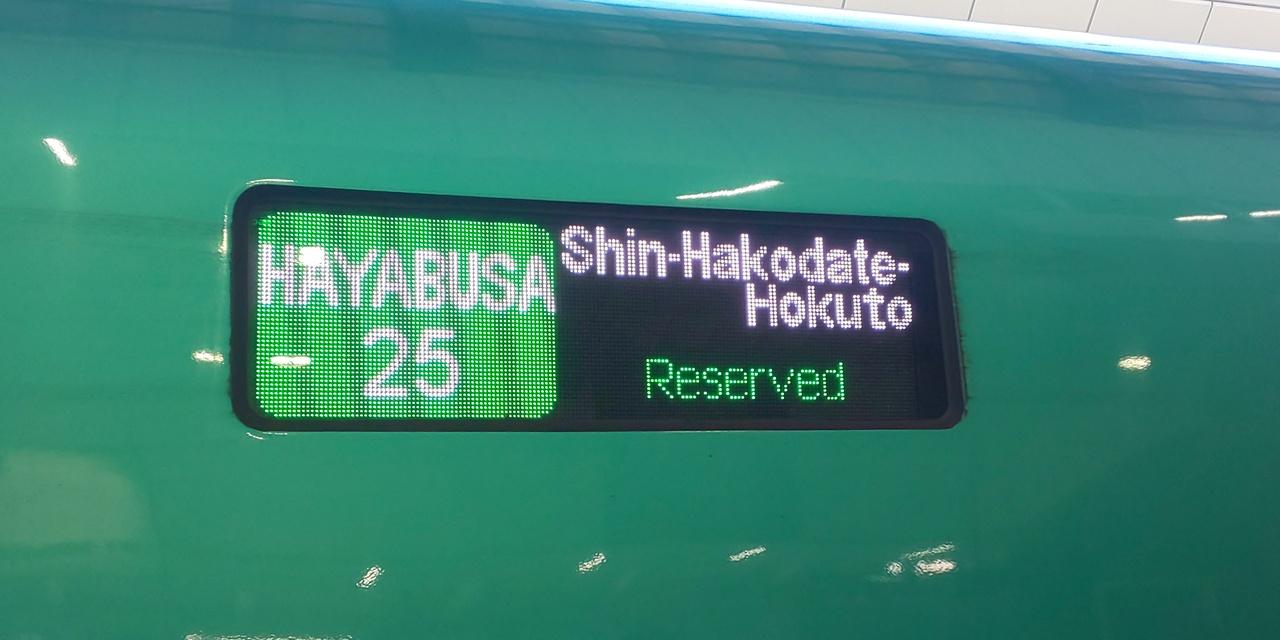 HAYABUSA
25
Shin-Hakodate-
Hokuto
Reserved